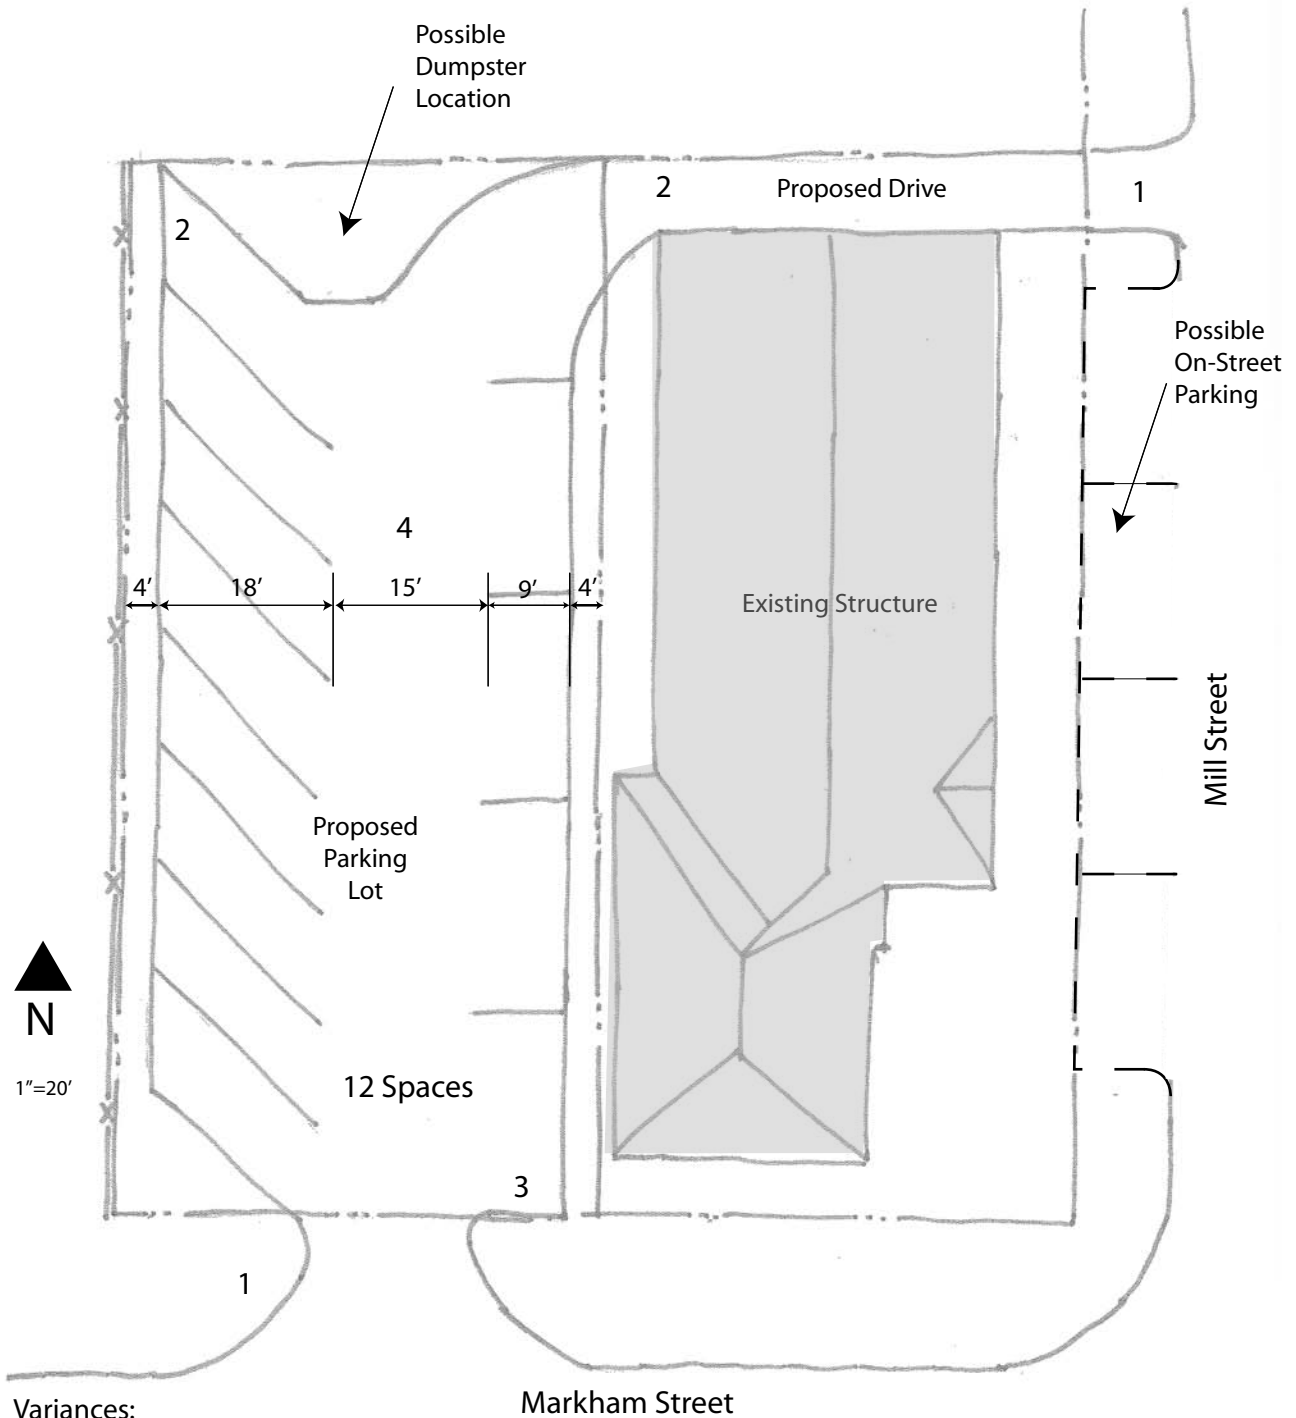 Possible
Dumpster
Location
2
Proposed Drive
1
2
Possible
On-Street
Parking
4
4’
18’
15’
9’
4’
Existing Structure
Mill Street
Proposed
Parking
Lot
N
1”=20’
12 Spaces
3
1
Markham Street
Variances: